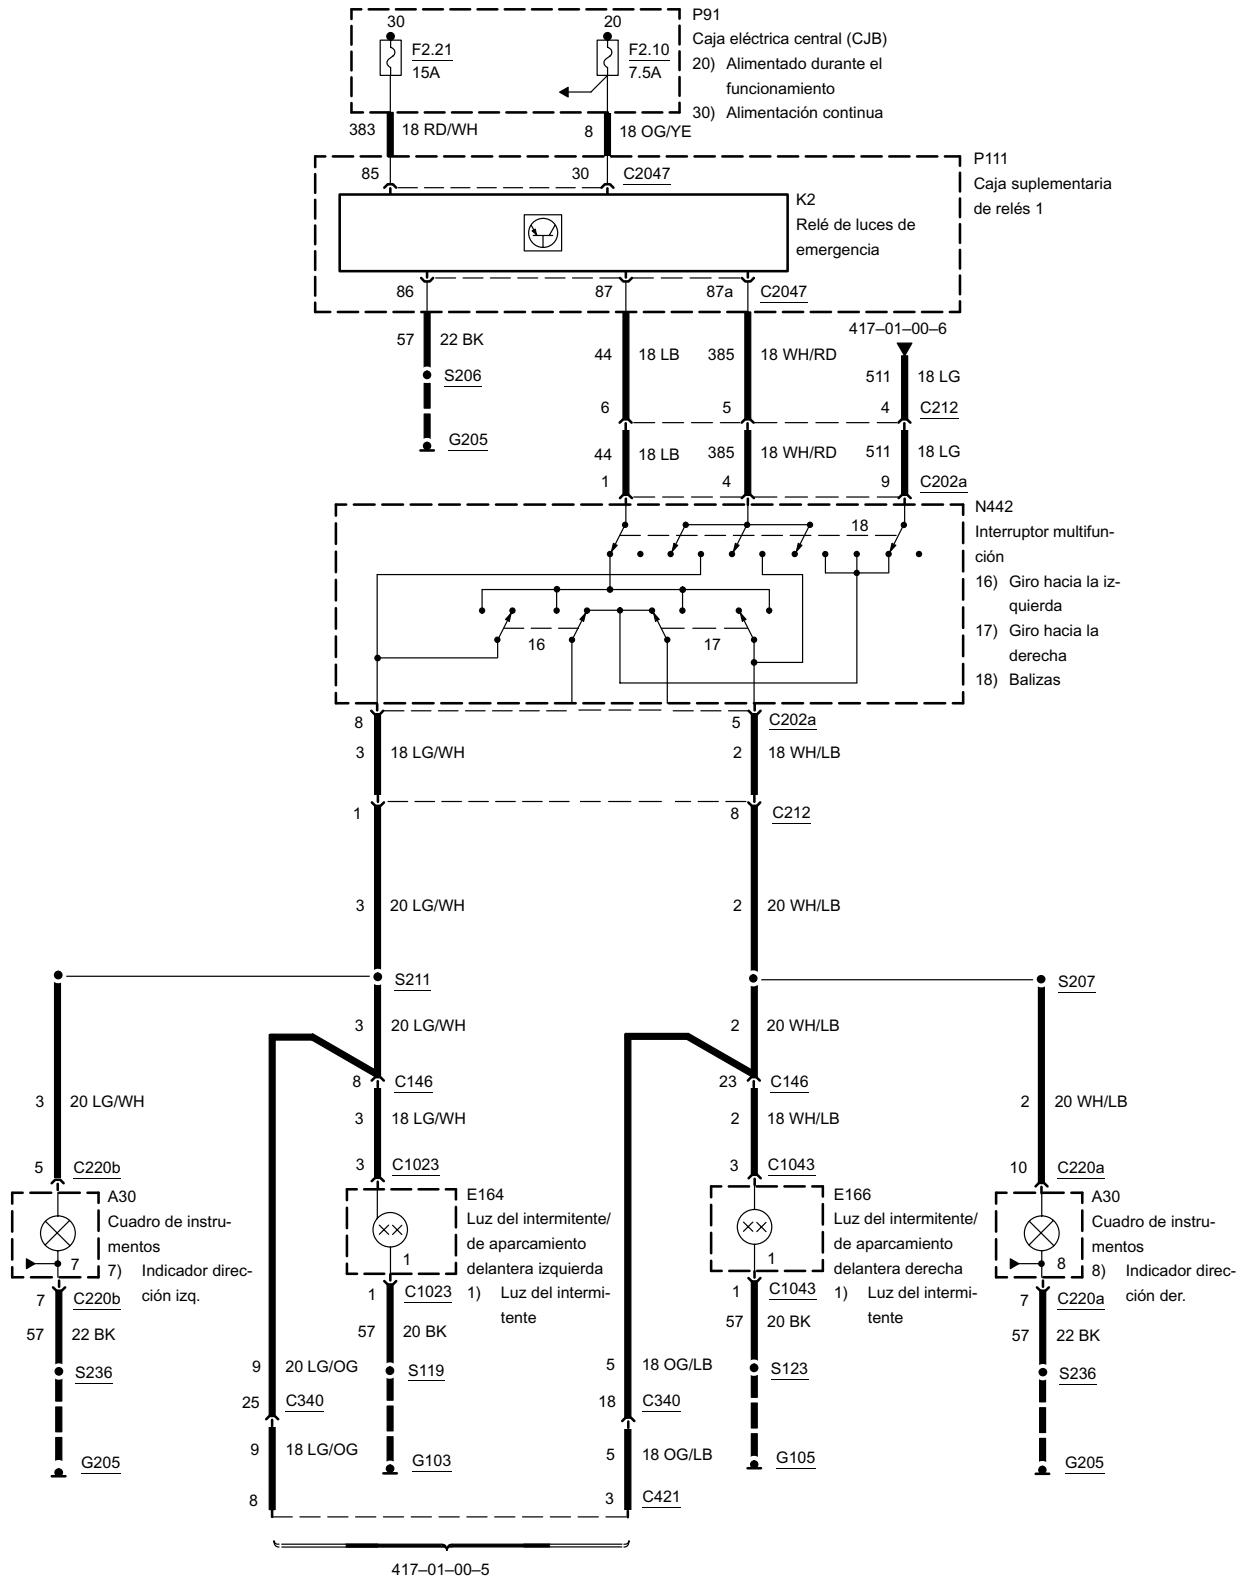 30
F2.21
15A
20
F2.10
7.5A
P91
Caja eléctrica central (CJB)
20) Alimentado durante el
funcionamiento
30) Alimentación continua
383
18 RD/WH
8
18 OG/YE
85
30
C2047
P111
Caja suplementaria
de relés 1
K2
Relé de luces de
emergencia
86
87
87a
C2047
57
22 BK
S206
G205
417–01–00–6
44
18 LB
385
18 WH/RD
511
18 LG
6
5
4
C212
44
18 LB
385
18 WH/RD
511
18 LG
1
4
9
C202a
N442
Interruptor multifun-
ción
16) Giro hacia la iz-
quierda
17) Giro hacia la
derecha
18) Balizas
18
16
17
8
5
C202a
3
18 LG/WH
2
18 WH/LB
1
8
C212
3
20 LG/WH
2
20 WH/LB
S211
S207
3
20 LG/WH
2
20 WH/LB
8
C146
23
C146
3
20 LG/WH
3
18 LG/WH
2
18 WH/LB
2
20 WH/LB
5
C220b
3
C1023
3
C1043
10
C220a
A30
Cuadro de instru-
mentos
7) Indicador direc-
ción izq.
7
E164
Luz del intermitente/
de aparcamiento
delantera izquierda
1) Luz del intermi-
tente
1
E166
Luz del intermitente/
de aparcamiento
delantera derecha
1) Luz del intermi-
tente
1
A30
Cuadro de instru-
mentos
8) Indicador direc-
ción der.
8
7
C220b
1
C1023
1
C1043
7
C220a
57
22 BK
57
20 BK
57
20 BK
57
22 BK
S236
9
20 LG/OG
S119
5
18 OG/LB
S123
S236
25
C340
18
C340
9
18 LG/OG
5
18 OG/LB
G205
G103
G105
G205
8
3
C421
417–01–00–5